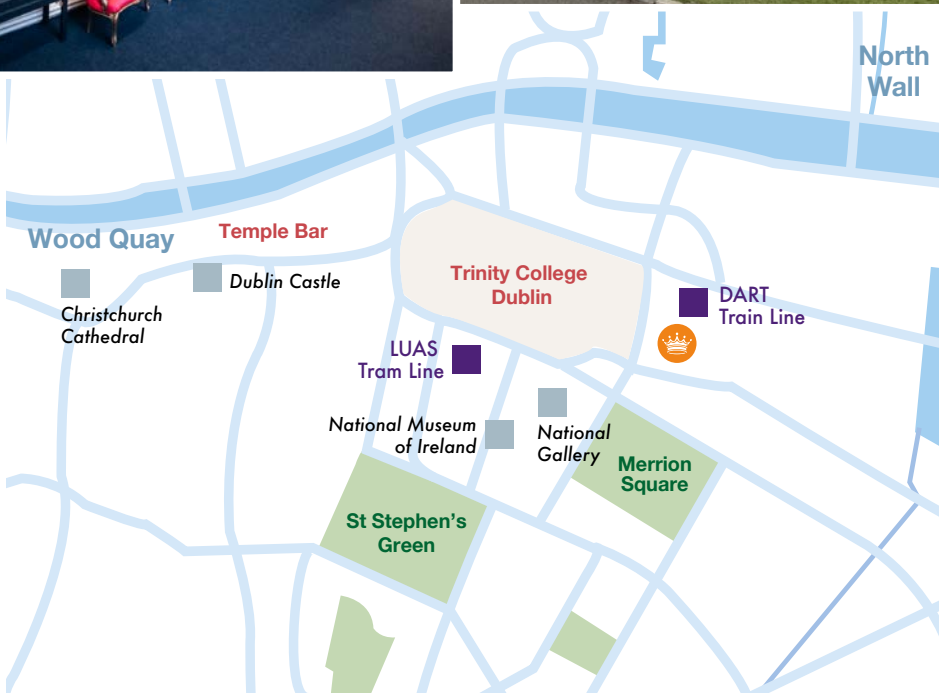 North
Wall
Wood Quay
Temple Bar
Dublin Castle
Christchurch
Cathedral
Trinity College
Dublin
DART
Train Line
LUAS
Tram Line
National Museum
of Ireland
National
Gallery
Merrion
Square
St Stephen's
Green